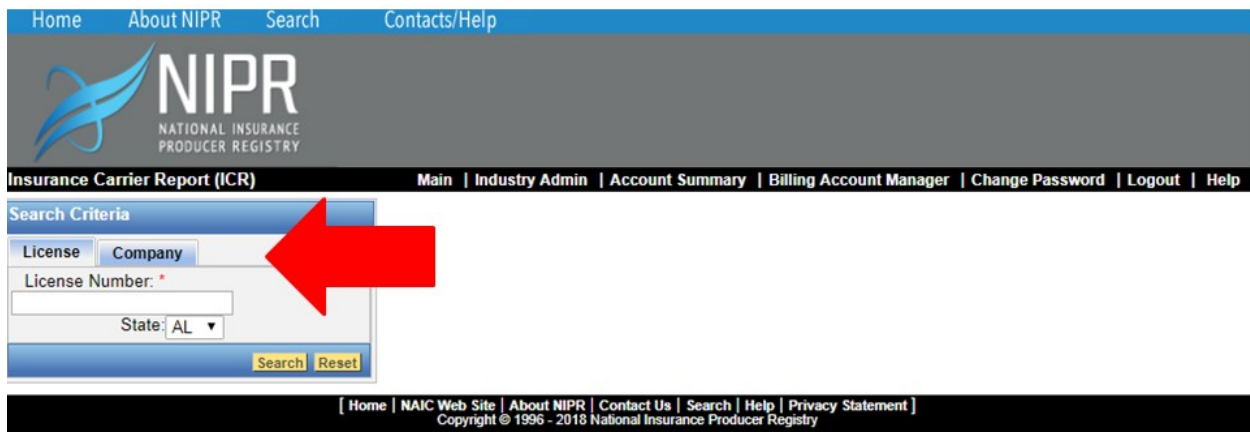 Home About NIPR Search Contacts/Help
NIPR
NATIONAL INSURANCE
PRODUCER REGISTRY
Insurance Carrier Report (ICR) Main | Industry Admin | Account Summary | Billing Account Manager | Change Password | Logout | Help
Search Criteria
License Company
License Number: *
State: AL ▼
Search Reset
[ Home | NAIC Web Site | About NIPR | Contact Us | Search | Help | Privacy Statement ]
Copyright © 1996 - 2018 National Insurance Producer Registry